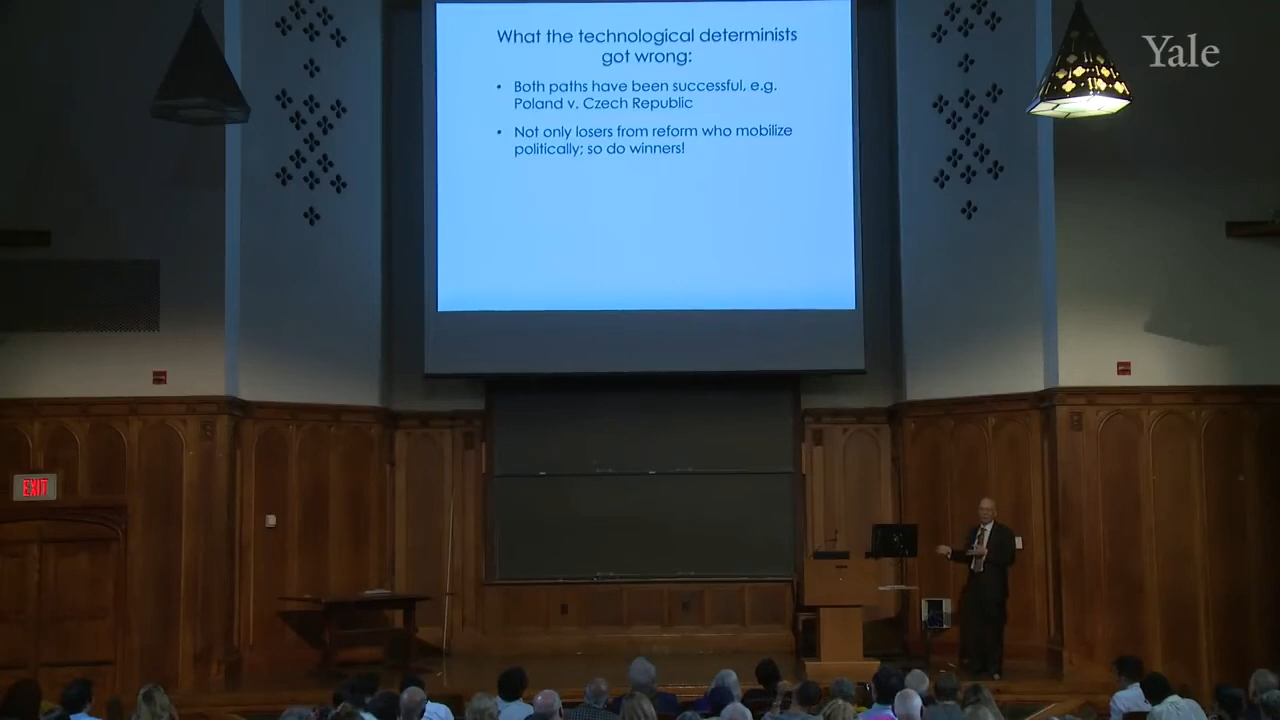 What the technological determinists
got wrong:
• Both paths have been successful, e.g.
Poland v. Czech Republic
• Not only losers from reform who mobilize
politically; so do winners!
Yale
EXIT